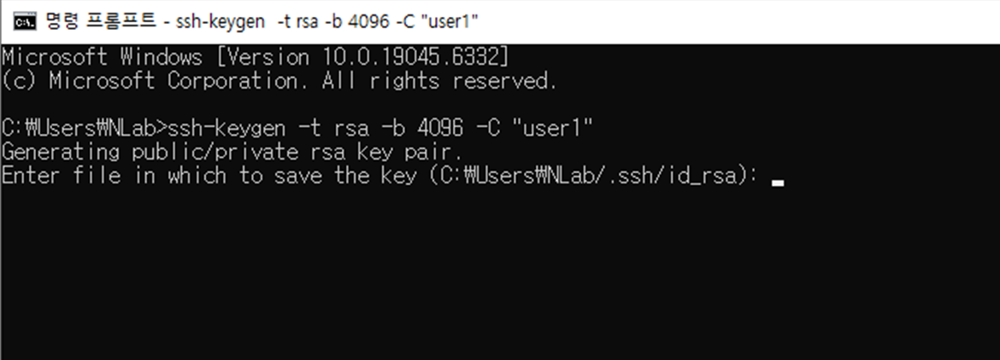 명령 프롬프트 - ssh-keygen  -t rsa -b 4096 -C "user1"
Microsoft Windows [Version 10.0.19045.6332]
(c) Microsoft Corporation. All rights reserved.
C:₩Users₩NLab>ssh-keygen -t rsa -b 4096 -C "user1"
Generating public/private rsa key pair.
Enter file in which to save the key (C:₩Users₩NLab/.ssh/id_rsa):